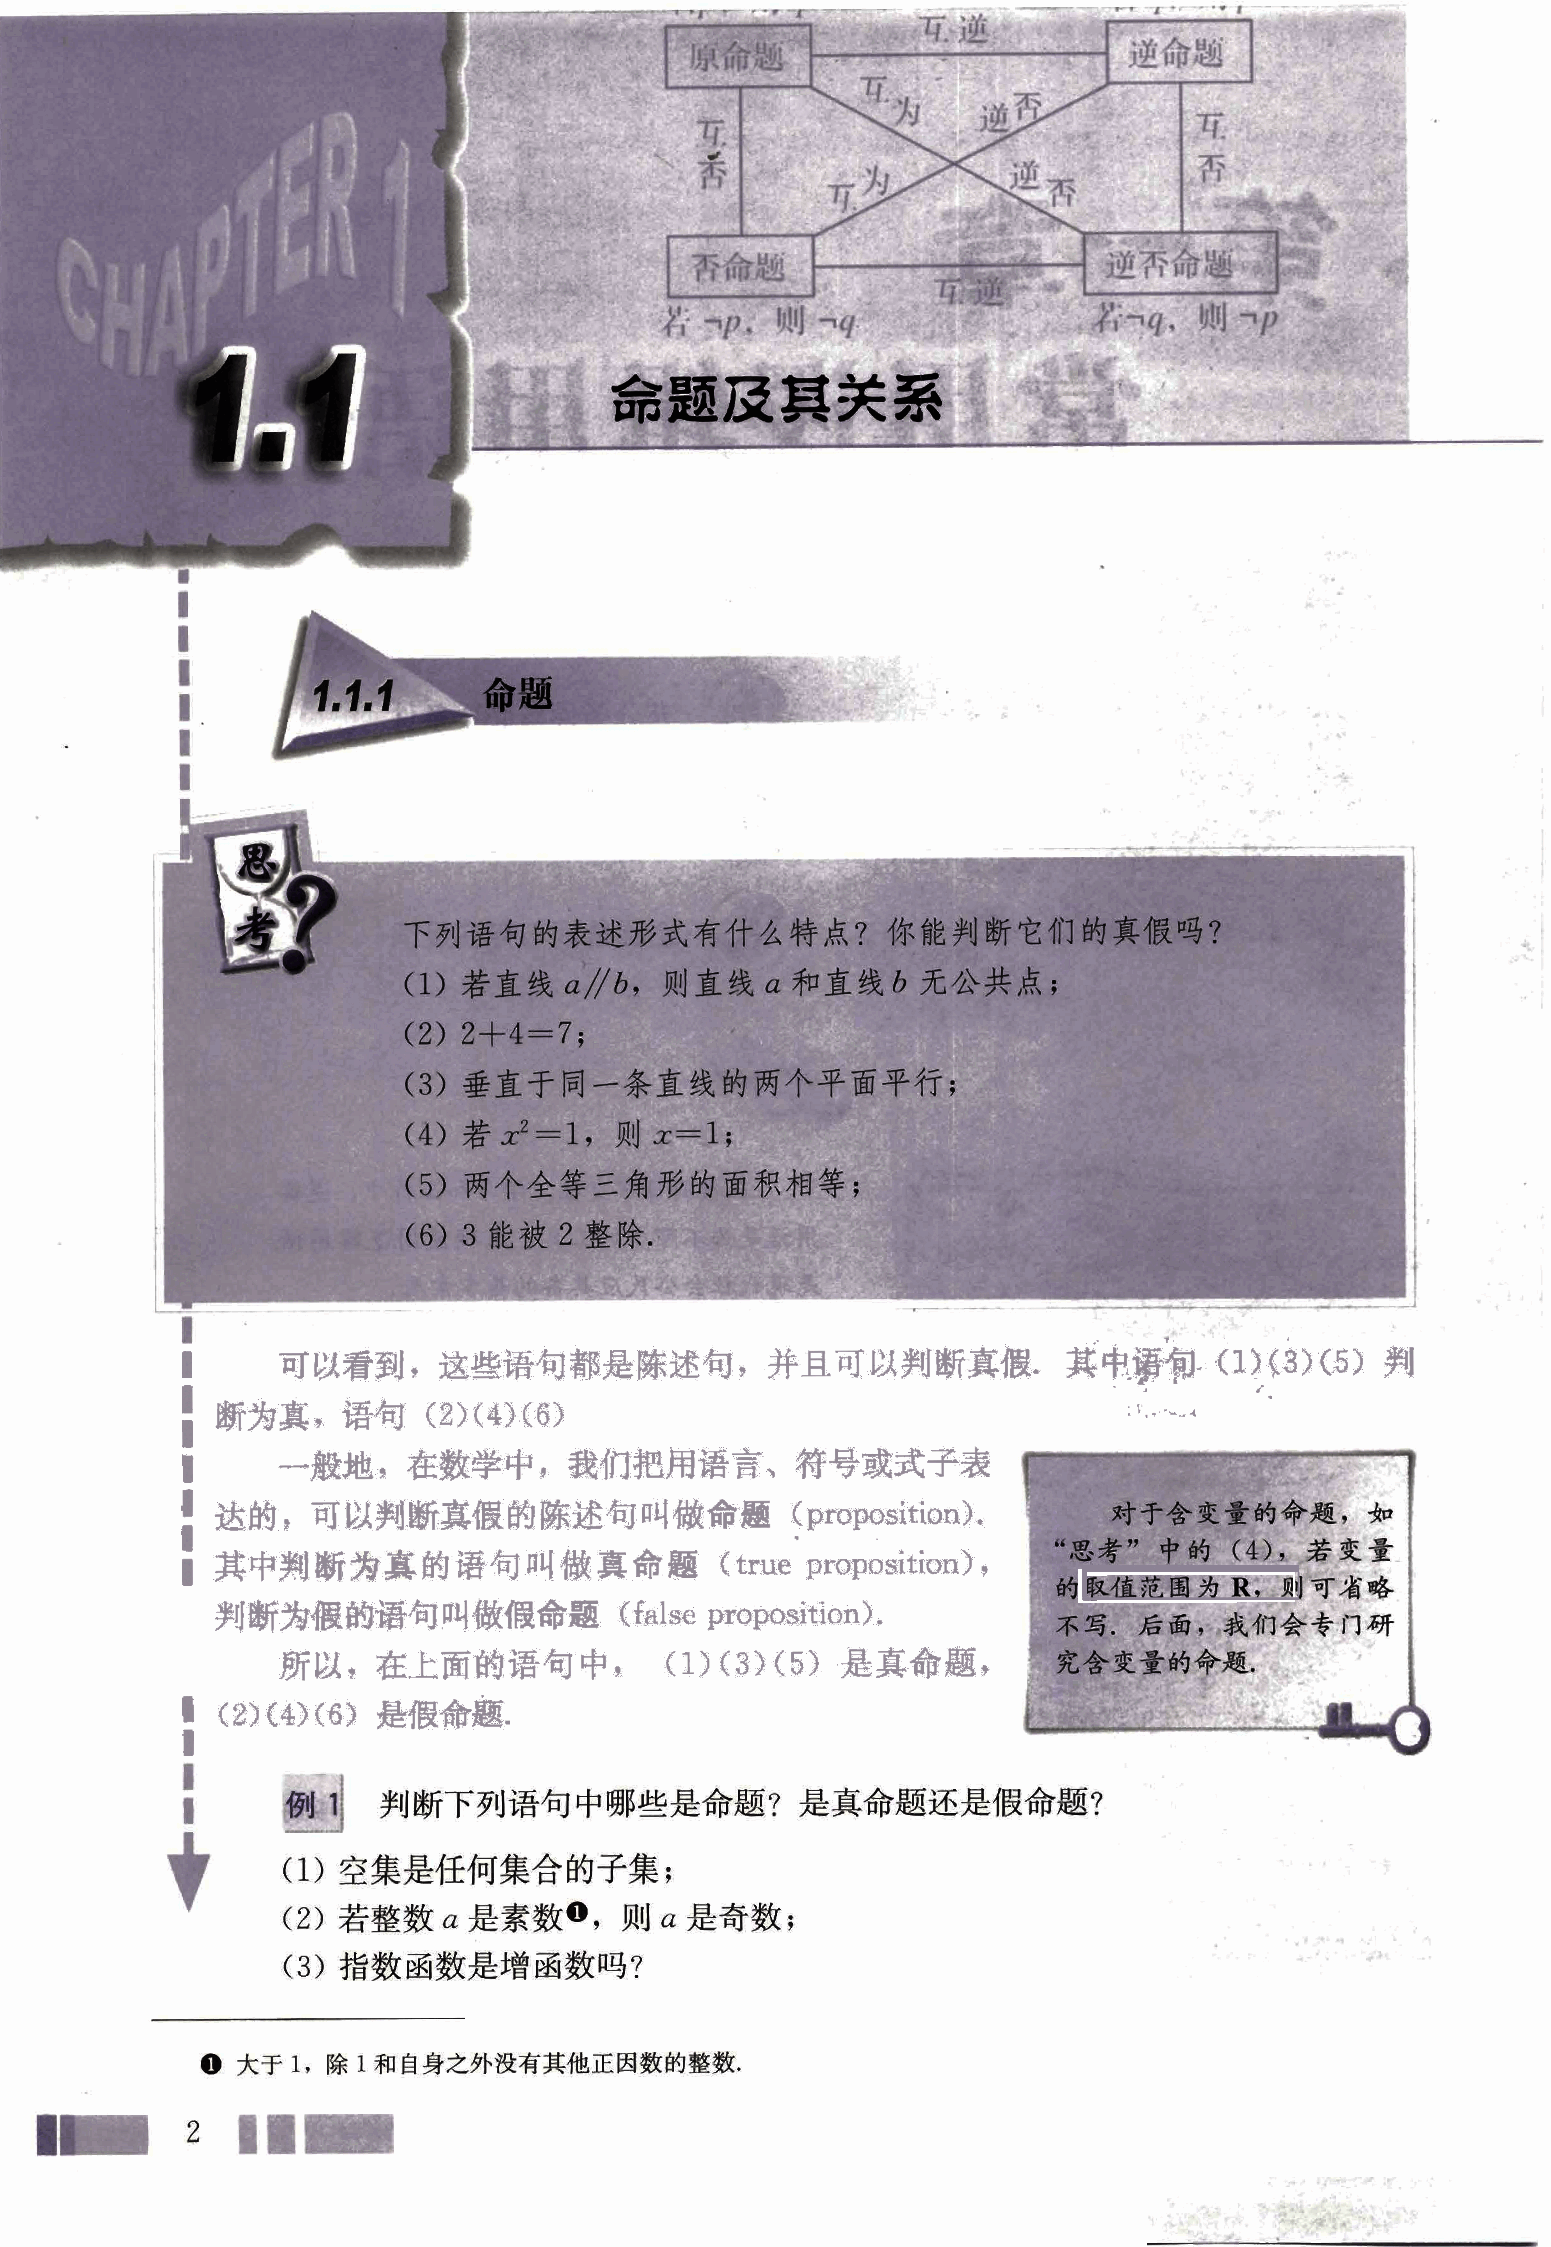 CHAPTER 1
互逆
原命题
逆命题
互为
逆否
互否
互否
互为
逆否
否命题
逆否命题
互逆
若¬p，则¬q
若¬q，则¬p
1.1
命题及其关系
1.1.1 命题
思考?
下列语句的表述形式有什么特点？你能判断它们的真假吗？
（1）若直线 a∥b，则直线 a 和直线 b 无公共点；
（2）2＋4＝7；
（3）垂直于同一条直线的两个平面平行；
（4）若 x²＝1，则 x＝1；
（5）两个全等三角形的面积相等；
（6）3 能被 2 整除．
可以看到，这些语句都是陈述句，并且可以判断真假．其中语句（1）（3）（5）判
断为真，语句（2）（4）（6）
一般地，在数学中，我们把用语言、符号或式子表
达的，可以判断真假的陈述句叫做命题（proposition）．
其中判断为真的语句叫做真命题（true proposition），
判断为假的语句叫做假命题（false proposition）．
所以，在上面的语句中，（1）（3）（5）是真命题，
（2）（4）（6）是假命题．
对于含变量的命题，如
“思考”中的（4），若变量
的取值范围为 R，则可省略
不写．后面，我们会专门研
究含变量的命题．
例 1 判断下列语句中哪些是命题？是真命题还是假命题？
（1）空集是任何集合的子集；
（2）若整数 a 是素数❶，则 a 是奇数；
（3）指数函数是增函数吗？
❶ 大于 1，除 1 和自身之外没有其他正因数的整数．
2